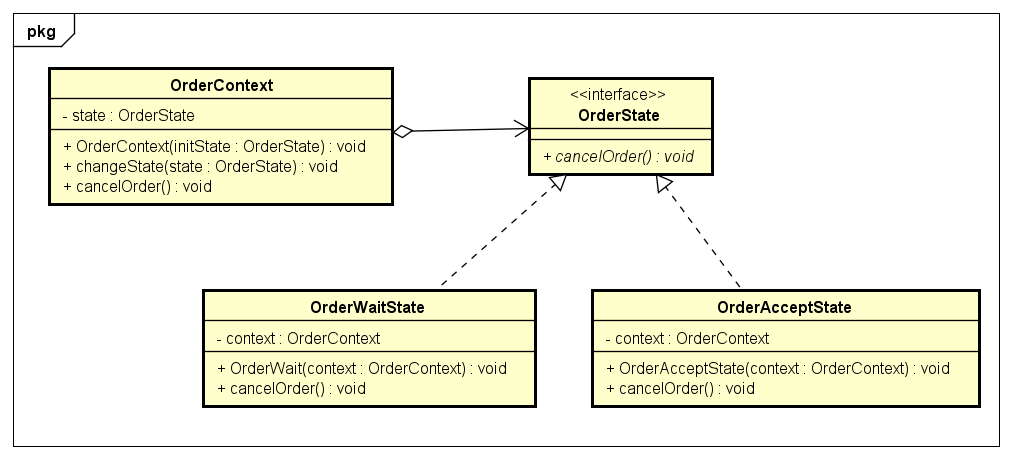 pkg
OrderContext
- state : OrderState
+ OrderContext(initState : OrderState) : void
+ changeState(state : OrderState) : void
+ cancelOrder() : void
<<interface>>
OrderState
+ cancelOrder() : void
OrderWaitState
- context : OrderContext
+ OrderWait(context : OrderContext) : void
+ cancelOrder() : void
OrderAcceptState
- context : OrderContext
+ OrderAcceptState(context : OrderContext) : void
+ cancelOrder() : void